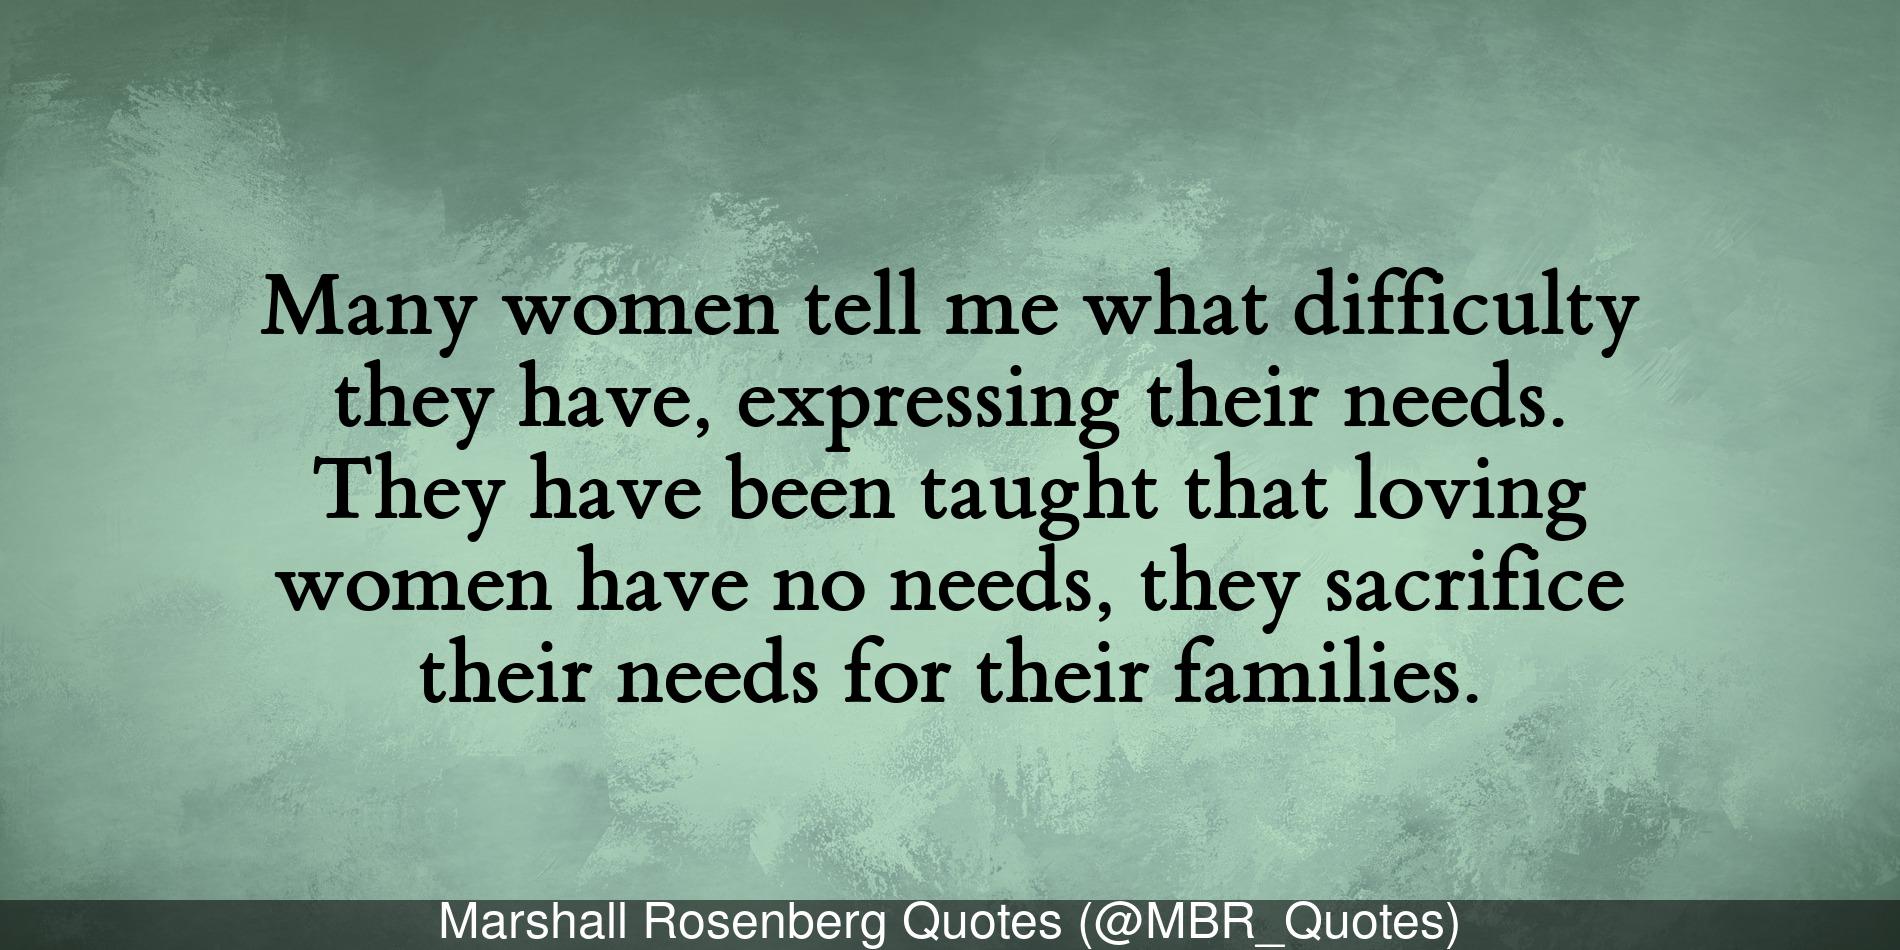 Many women tell me what difficulty
they have, expressing their needs.
They have been taught that loving
women have no needs, they sacrifice
their needs for their families.
Marshall Rosenberg Quotes (@MBR_Quotes)